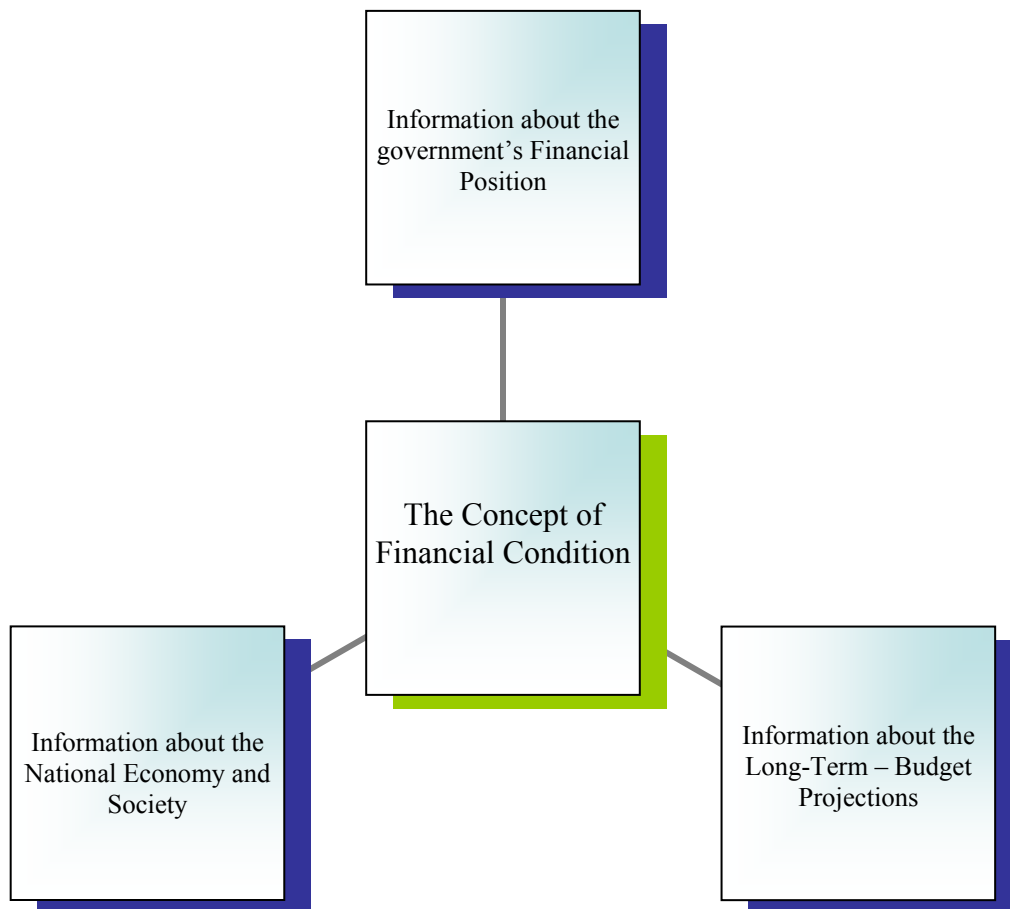 Information about the
government’s Financial
Position
The Concept of
Financial Condition
Information about the
National Economy and
Society
Information about the
Long-Term – Budget
Projections